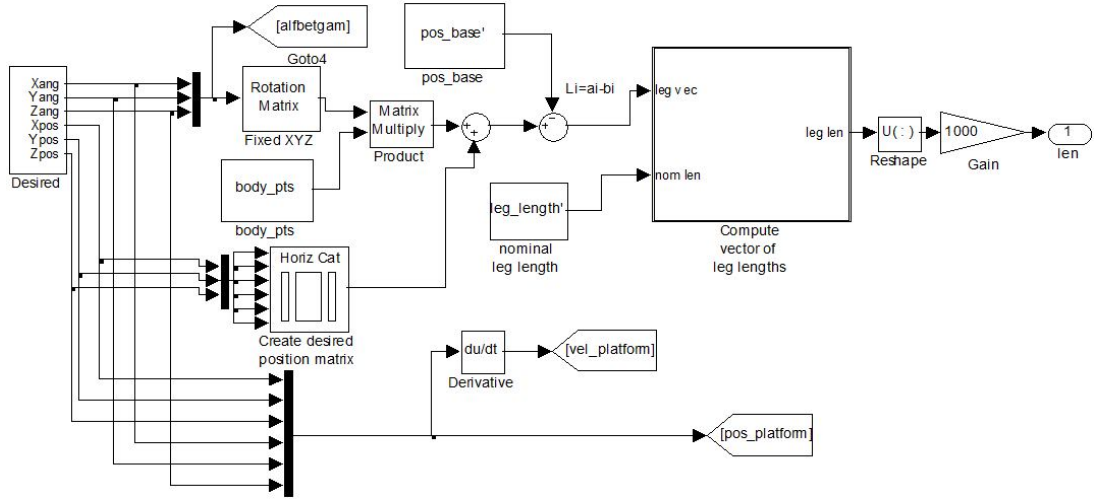 [alfbetgam]
Goto4
pos_base'
pos_base
Xang
Yang
Zang
Xpos
Ypos
Zpos
Desired
Rotation
Matrix
Fixed XYZ
Matrix
Multiply
Product
body_pts
body_pts
+
+
−
Li=ai-bi
leg vec
nom len
leg len
Compute
vector of
leg lengths
leg_length'
nominal
leg length
U( : )
Reshape
1000
Gain
1
len
Horiz Cat
Create desired
position matrix
du/dt
Derivative
[vel_platform]
[pos_platform]